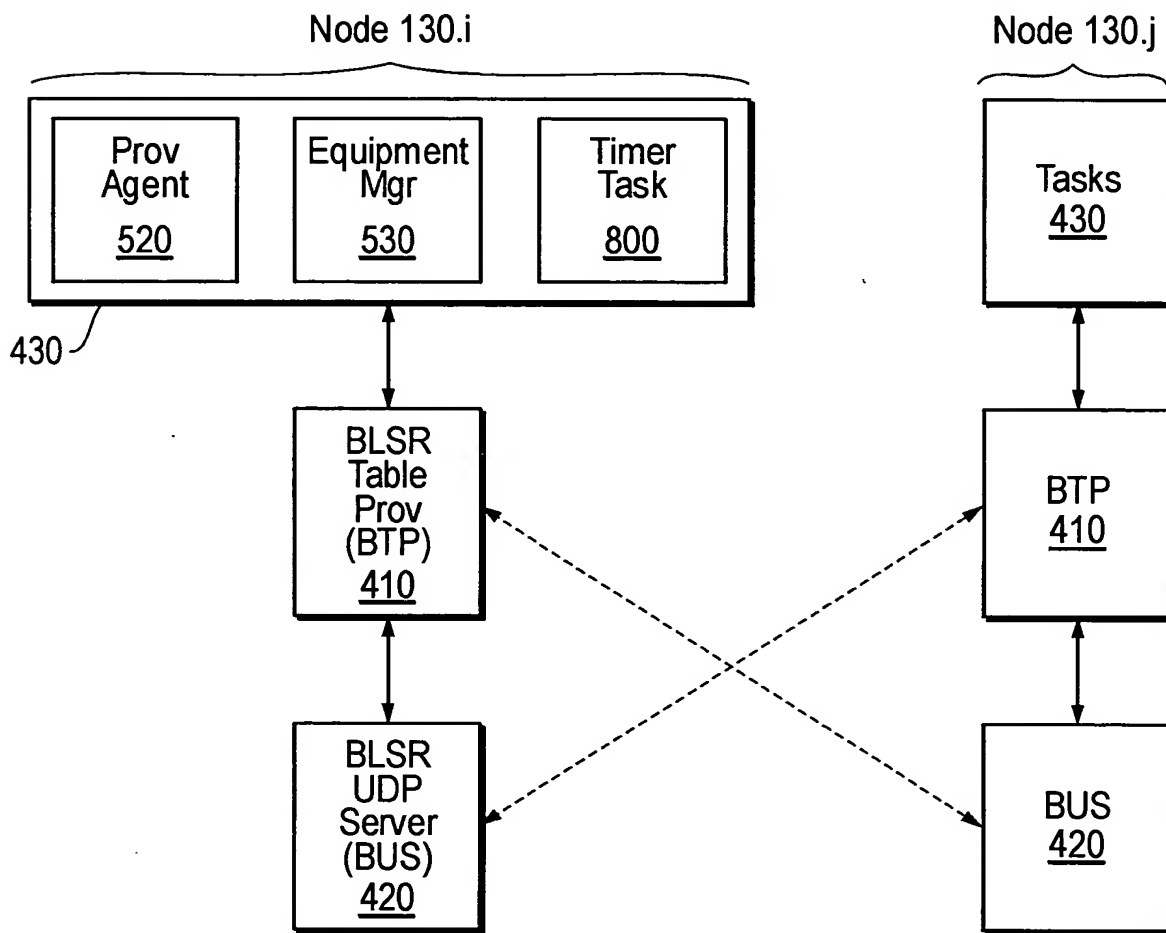 Node 130.i
Node 130.j
Prov
Agent
520
Equipment
Mgr
530
Timer
Task
800
Tasks
430
430
BLSR
Table
Prov
(BTP)
410
BTP
410
BLSR
UDP
Server
(BUS)
420
BUS
420